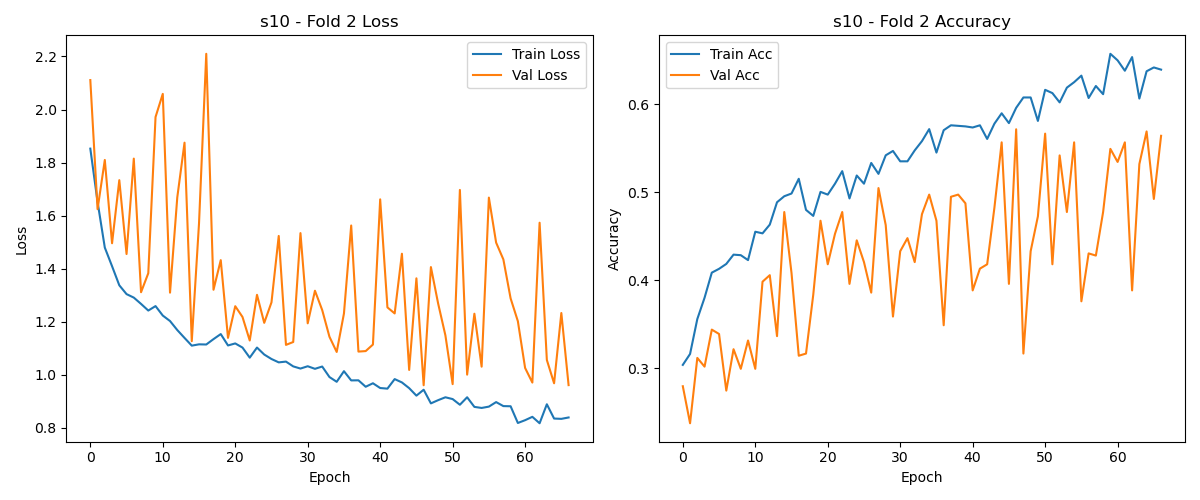 s10 - Fold 2 Loss
Train Loss
Val Loss
2.2
2.0
1.8
1.6
1.4
1.2
1.0
0.8
Loss
0 10 20 30 40 50 60
Epoch
s10 - Fold 2 Accuracy
Train Acc
Val Acc
0.6
0.5
0.4
0.3
Accuracy
0 10 20 30 40 50 60
Epoch